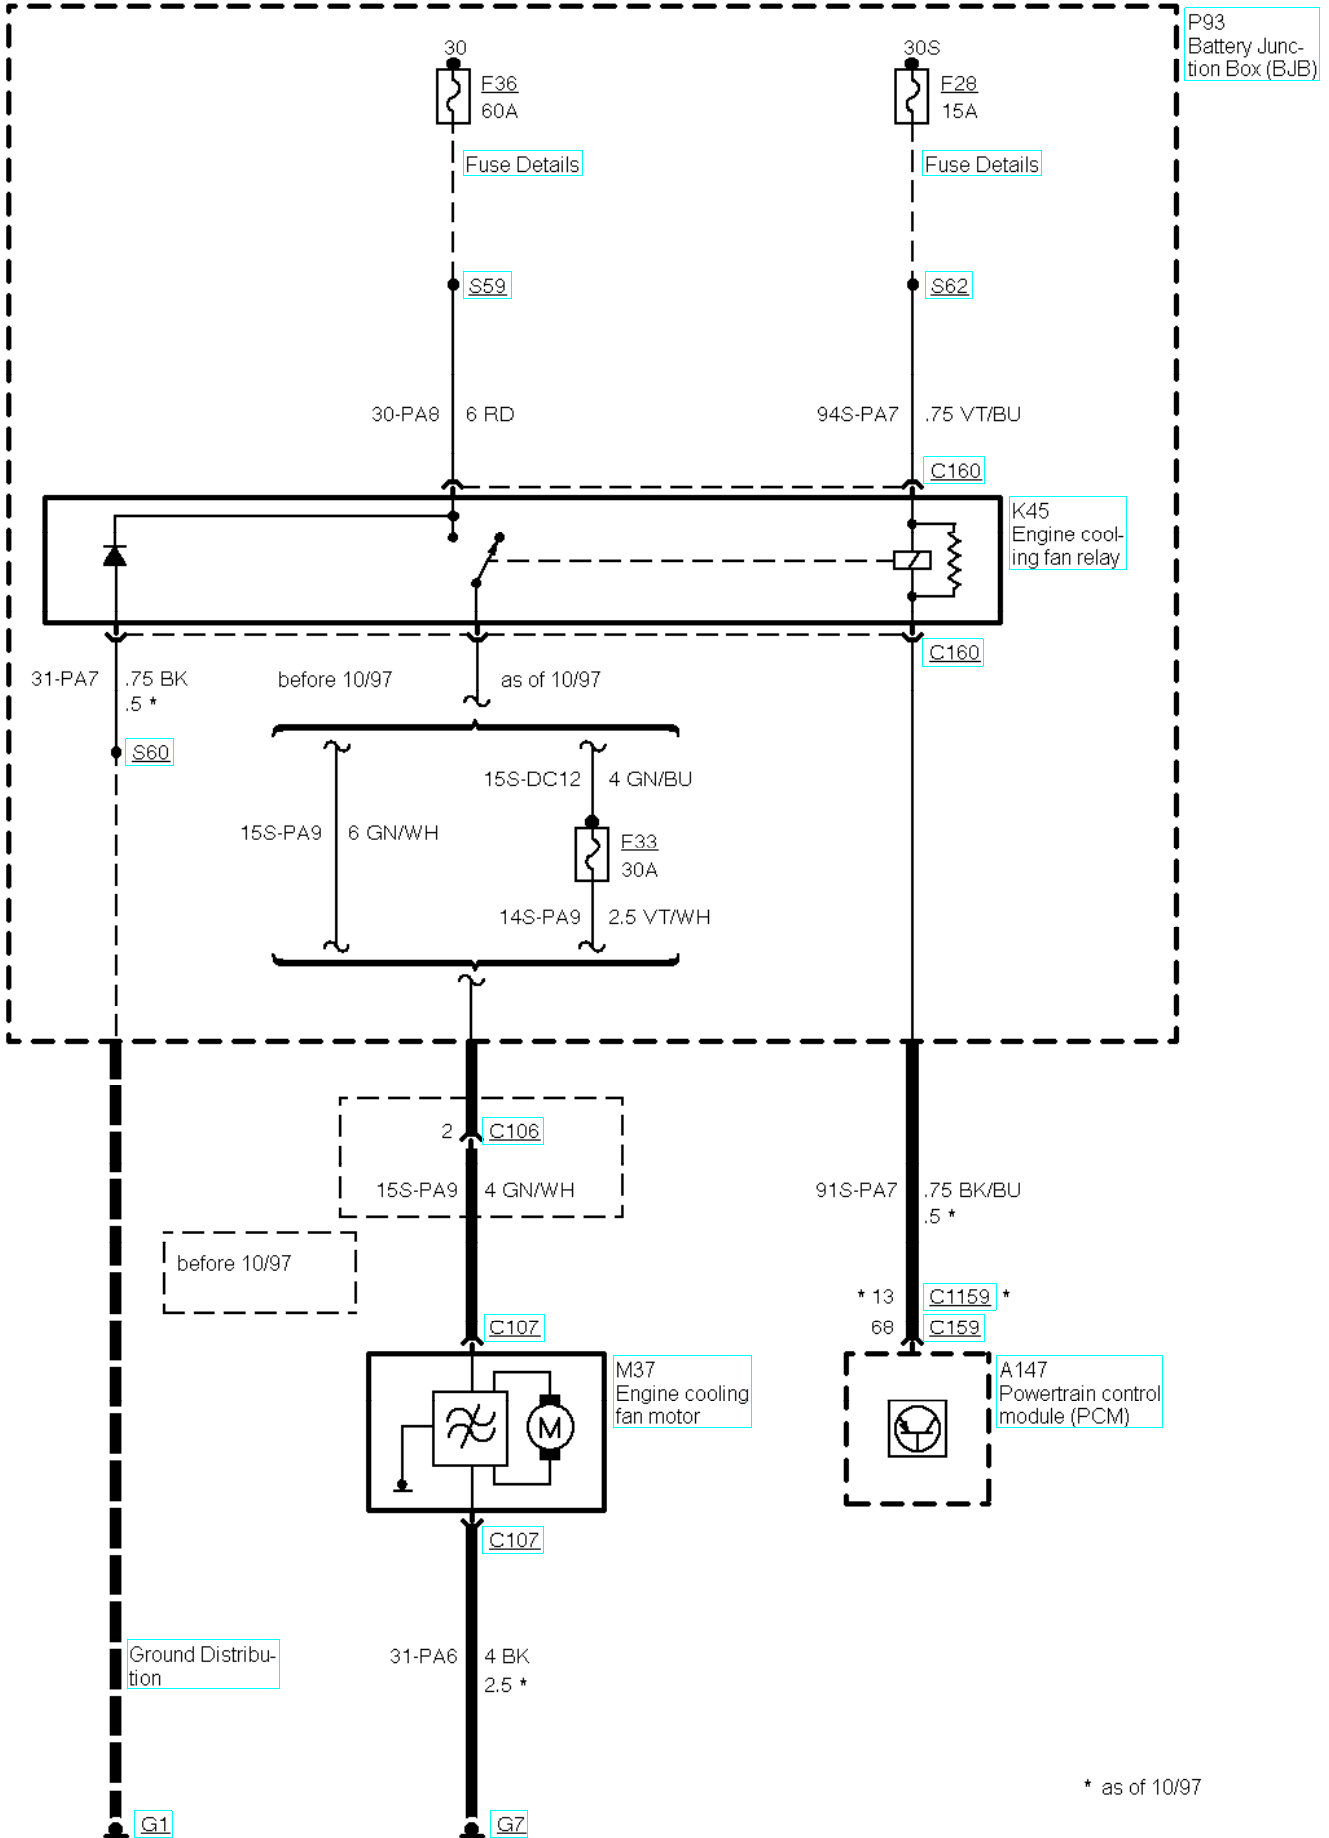 P93
Battery Junc-
tion Box (BJB)
30
30S
F36
60A
F28
15A
Fuse Details
Fuse Details
S59
S62
30-PA8
6 RD
94S-PA7
.75 VT/BU
C160
K45
Engine cool-
ing fan relay
C160
31-PA7
.75 BK
.5 *
before 10/97
as of 10/97
S60
15S-DC12
4 GN/BU
15S-PA9
6 GN/WH
F33
30A
14S-PA9
2.5 VT/WH
2
C106
15S-PA9
4 GN/WH
91S-PA7
.75 BK/BU
.5 *
before 10/97
* 13
C1159 *
68
C159
C107
M37
Engine cooling
fan motor
M
A147
Powertrain control
module (PCM)
C107
Ground Distribu-
tion
31-PA6
4 BK
2.5 *
* as of 10/97
G1
G7